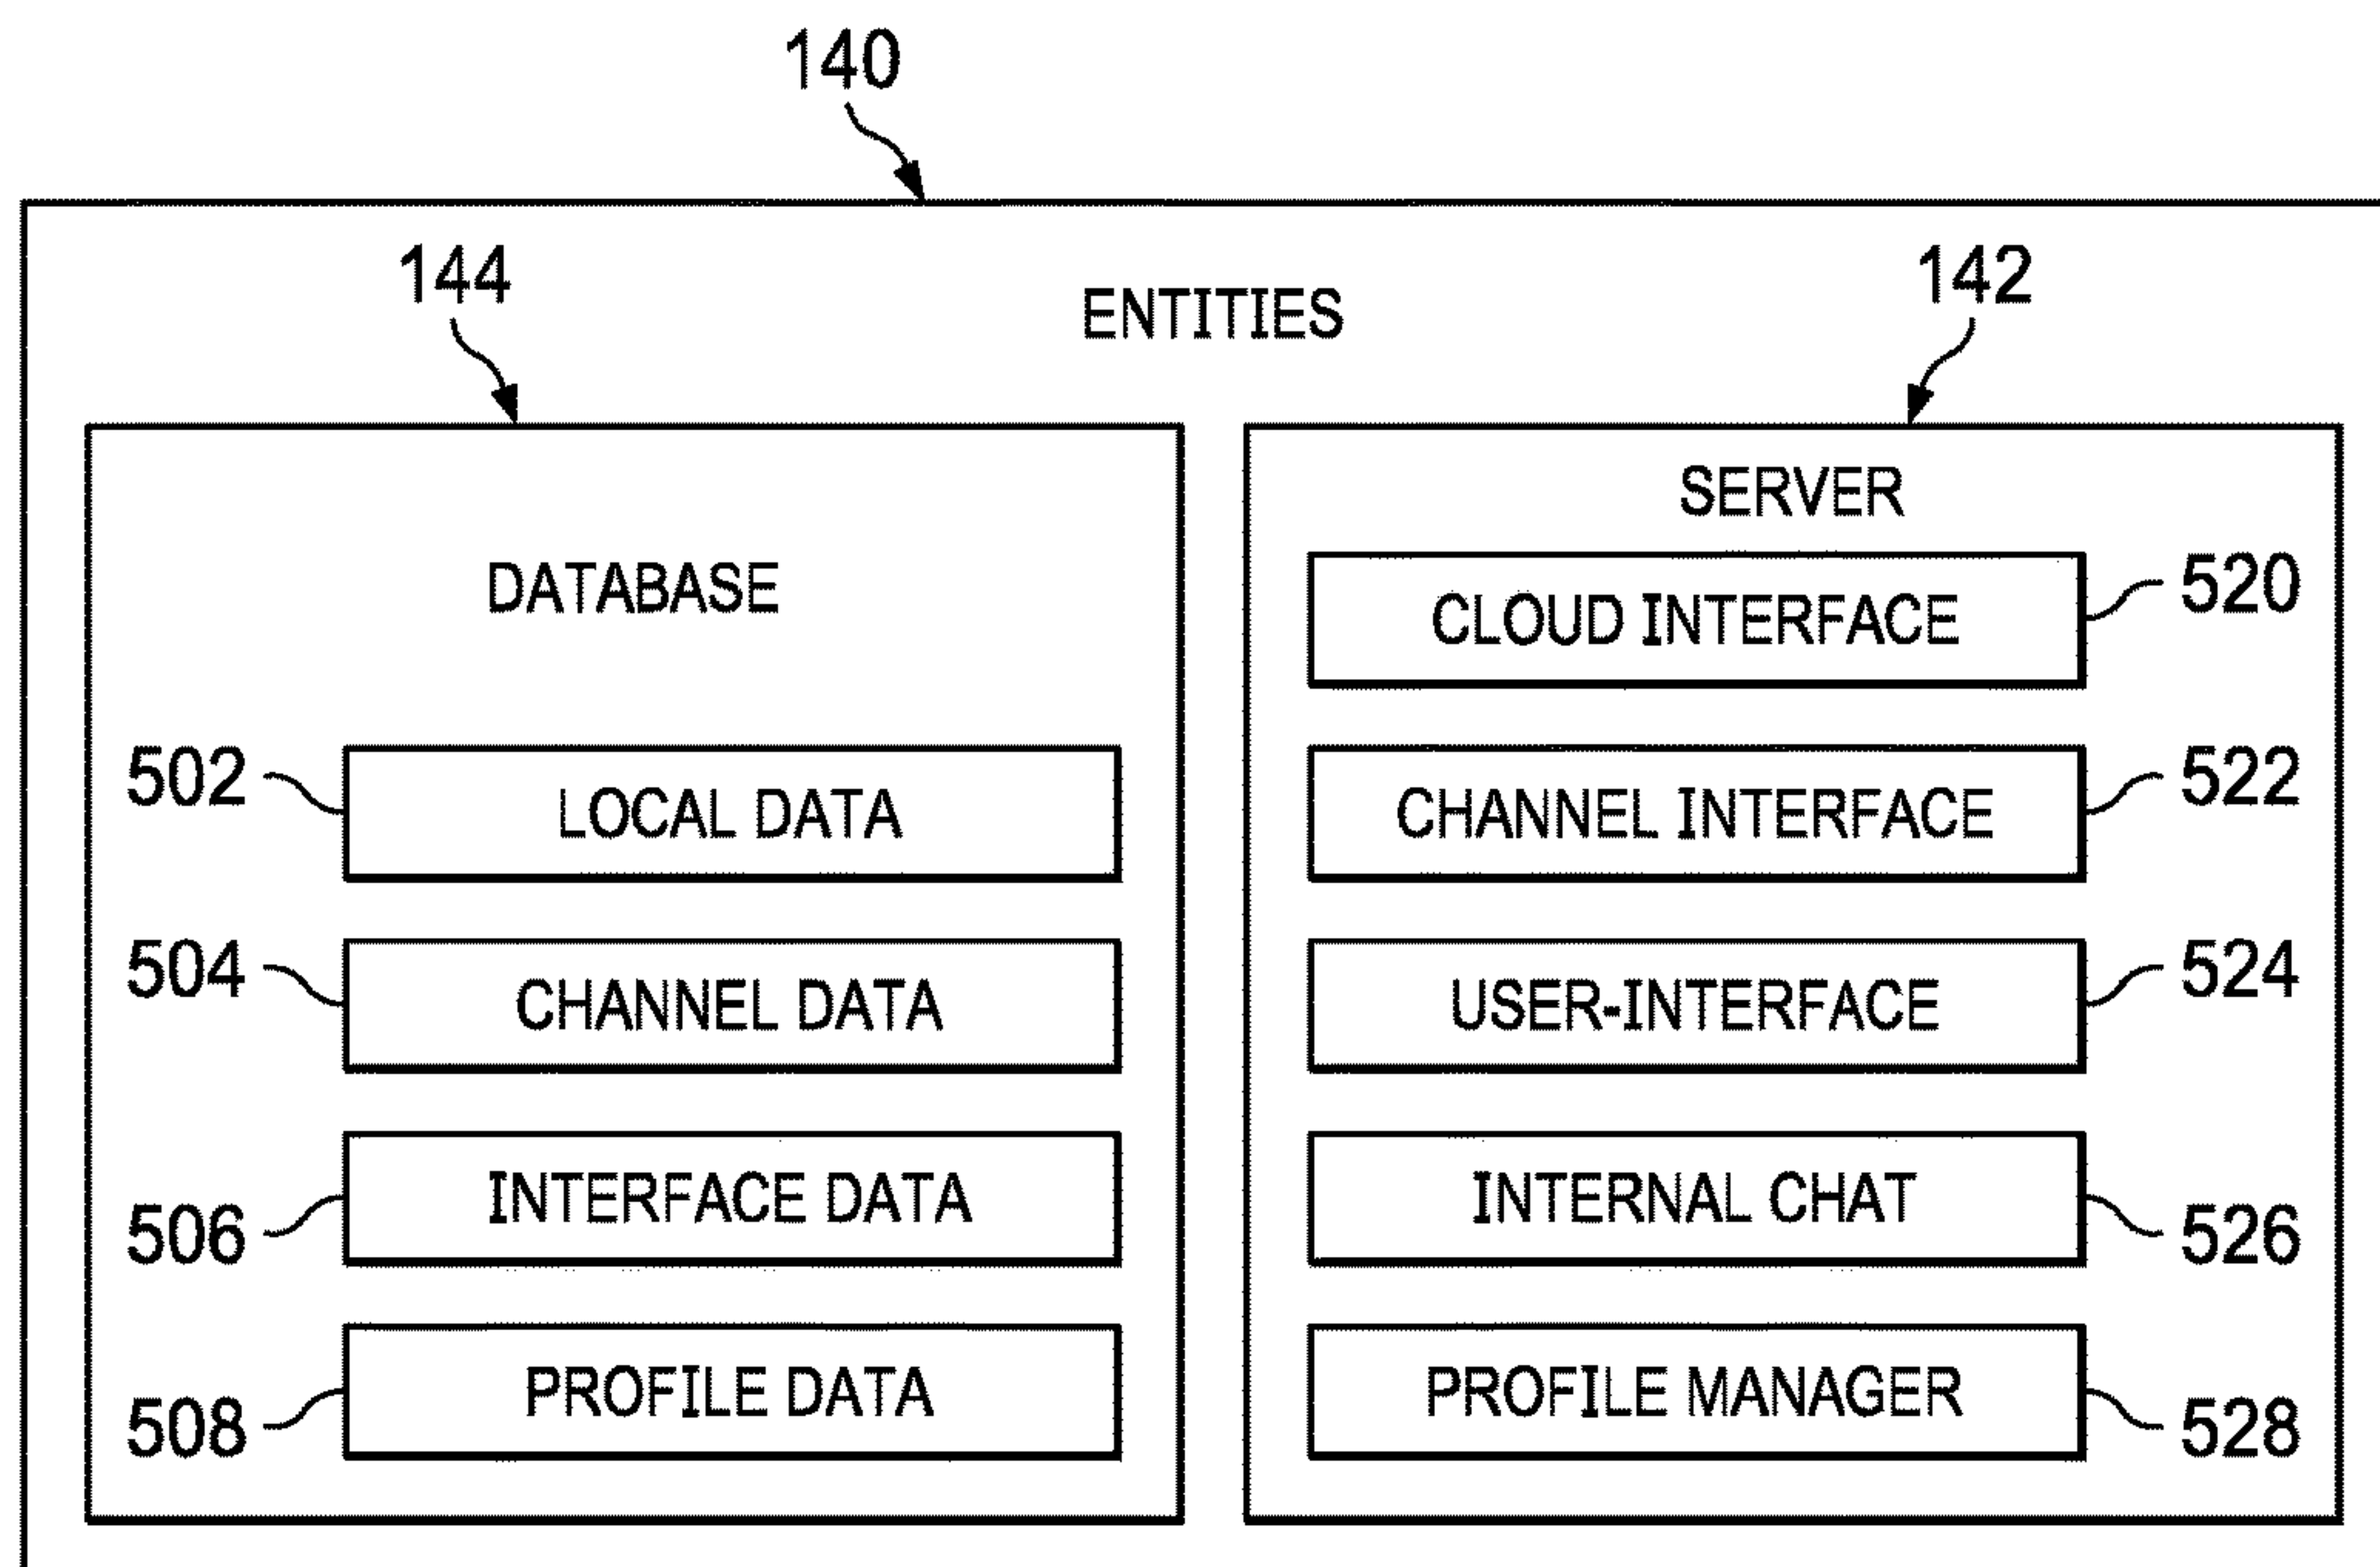 140
144
ENTITIES
142
DATABASE
502
LOCAL DATA
504
CHANNEL DATA
506
INTERFACE DATA
508
PROFILE DATA
SERVER
CLOUD INTERFACE
520
CHANNEL INTERFACE
522
USER-INTERFACE
524
INTERNAL CHAT
526
PROFILE MANAGER
528